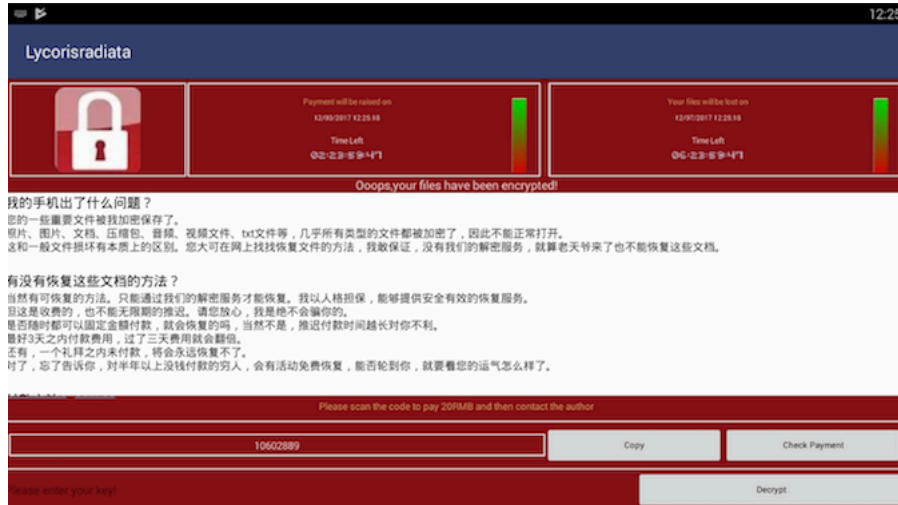 12:25
Lycorisradiata
Payment will be raised on
12/03/2017 12:25:16
Time Left
02:23:59:47
Your files will be lost on
12/07/2017 12:25:16
Time Left
06:23:59:47
Ooops,your files have been encrypted!
我的手机出了什么问题？
您的一些重要文件被我加密保存了。
照片、图片、文档、压缩包、音频、视频文件、txt文件等，几乎所有类型的文件都被加密了，因此不能正常打开。
这和一般文件损坏有本质上的区别。您大可在网上找找恢复文件的方法，我敢保证，没有我们的解密服务，就算老天爷来了也不能恢复这些文档。
有没有恢复这些文档的方法？
当然有可恢复的方法。只能通过我们的解密服务才能恢复。我以人格担保，能够提供安全有效的恢复服务。
但这是收费的，也不能无限期的推迟。请您放心，我是绝不会骗你的。
是否随时都可以固定金额付款，就会恢复的吗，当然不是，推迟付款时间越长对你不利。
最好3天之内付款费用，过了三天费用就会翻倍。
还有，一个礼拜之内未付款，将会永远恢复不了。
对了，忘了告诉你，对半年以上没钱付款的穷人，会有活动免费恢复，能否轮到你，就要看您的运气怎么样了。
Please scan the code to pay 20RMB and then contact the author
10602889
Copy
Check Payment
Please enter your key!
Decrypt